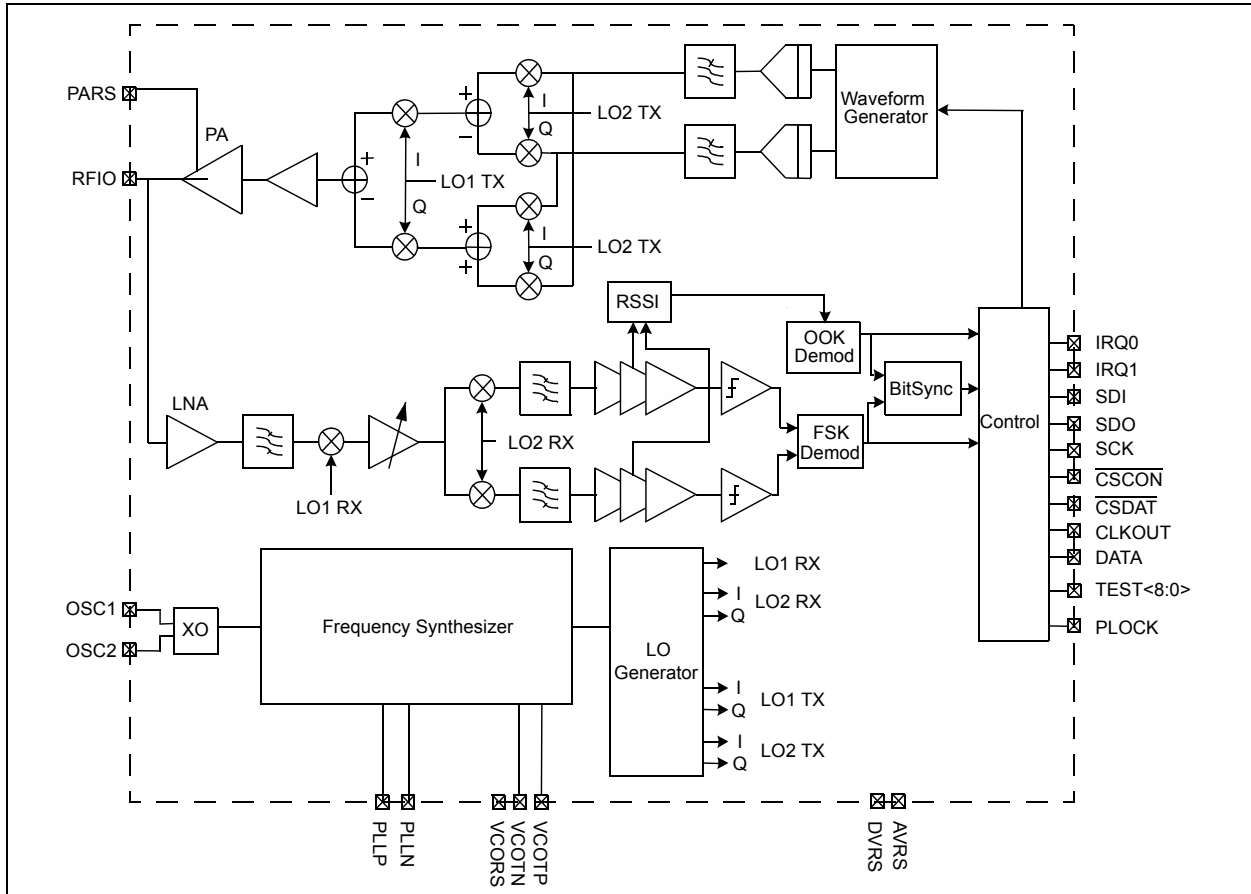 PARS
PA
RFIO
+
−
I
LO1 TX
Q
+
−
I
LO2 TX
Q
+
+
I
LO2 TX
Q
Waveform
Generator
RSSI
OOK
Demod
BitSync
FSK
Demod
Control
LNA
LO1 RX
LO2 RX
IRQ0
IRQ1
SDI
SDO
SCK
CSCON
CSDAT
CLKOUT
DATA
TEST<8:0>
PLOCK
OSC1
OSC2
XO
Frequency Synthesizer
LO
Generator
LO1 RX
I
LO2 RX
Q
I
LO1 TX
Q
I
LO2 TX
Q
PLLP
PLLN
VCORS
VCOTN
VCOTP
DVRS
AVRS